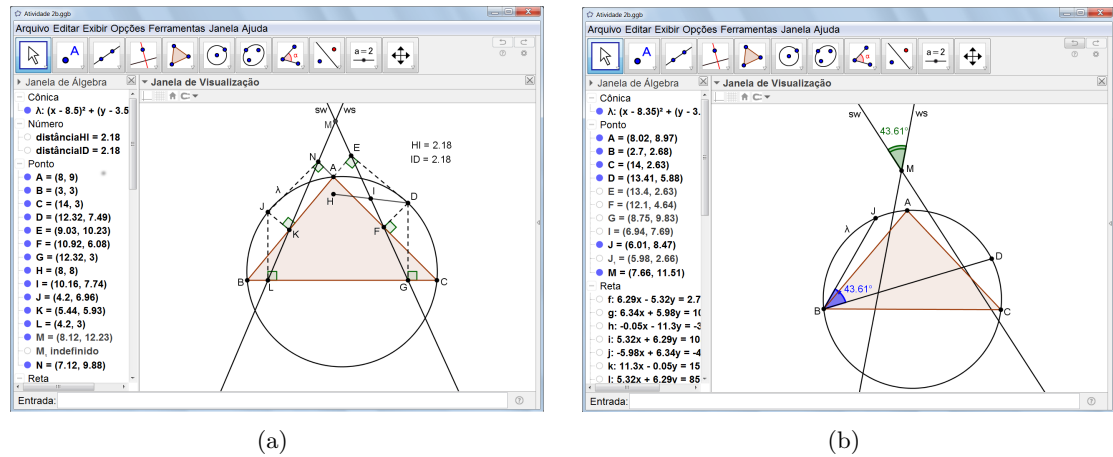 Atividade 2b.ggb
Arquivo Editar Exibir Opções Ferramentas Janela Ajuda
A
a=2
Janela de Álgebra
Cônica
λ: (x - 8.5)² + (y - 3.5
Número
distânciaHI = 2.18
distânciaID = 2.18
Ponto
A = (8, 9)
B = (3, 3)
C = (14, 3)
D = (12.32, 7.49)
E = (9.03, 10.23)
F = (10.92, 6.08)
G = (12.32, 3)
H = (8, 8)
I = (10.16, 7.74)
J = (4.2, 6.96)
K = (5.44, 5.93)
L = (4.2, 3)
M = (8.12, 12.23)
M, indefinido
N = (7.12, 9.88)
Reta
Janela de Visualização
sw
ws
M
HI = 2.18
ID = 2.18
N
E
A
I
λ
J
H
D
K
F
B
L
G
C
Entrada:
(a)
Atividade 2b.ggb
Arquivo Editar Exibir Opções Ferramentas Janela Ajuda
A
a=2
Janela de Álgebra
Cônica
λ: (x - 8.35)² + (y -
Ponto
A = (8.02, 8.97)
B = (2.7, 2.68)
C = (14, 2.63)
D = (13.41, 5.88)
E = (13.4, 2.63)
F = (12.1, 4.64)
G = (8.75, 9.83)
I = (6.94, 7.69)
J = (6.01, 8.47)
J, = (5.98, 2.66)
M = (7.66, 11.51)
Reta
f: 6.29x - 5.32y = 2.7
g: 6.34x + 5.98y = 10
h: -0.05x - 11.3y = -3
i: 5.32x + 6.29y = 10
j: -5.98x + 6.34y = -4
k: 11.3x - 0.05y = 15
l: 5.32x + 6.29y = 85
Janela de Visualização
sw
ws
43.61°
M
J
A
λ
D
43.61°
B
C
Entrada:
(b)